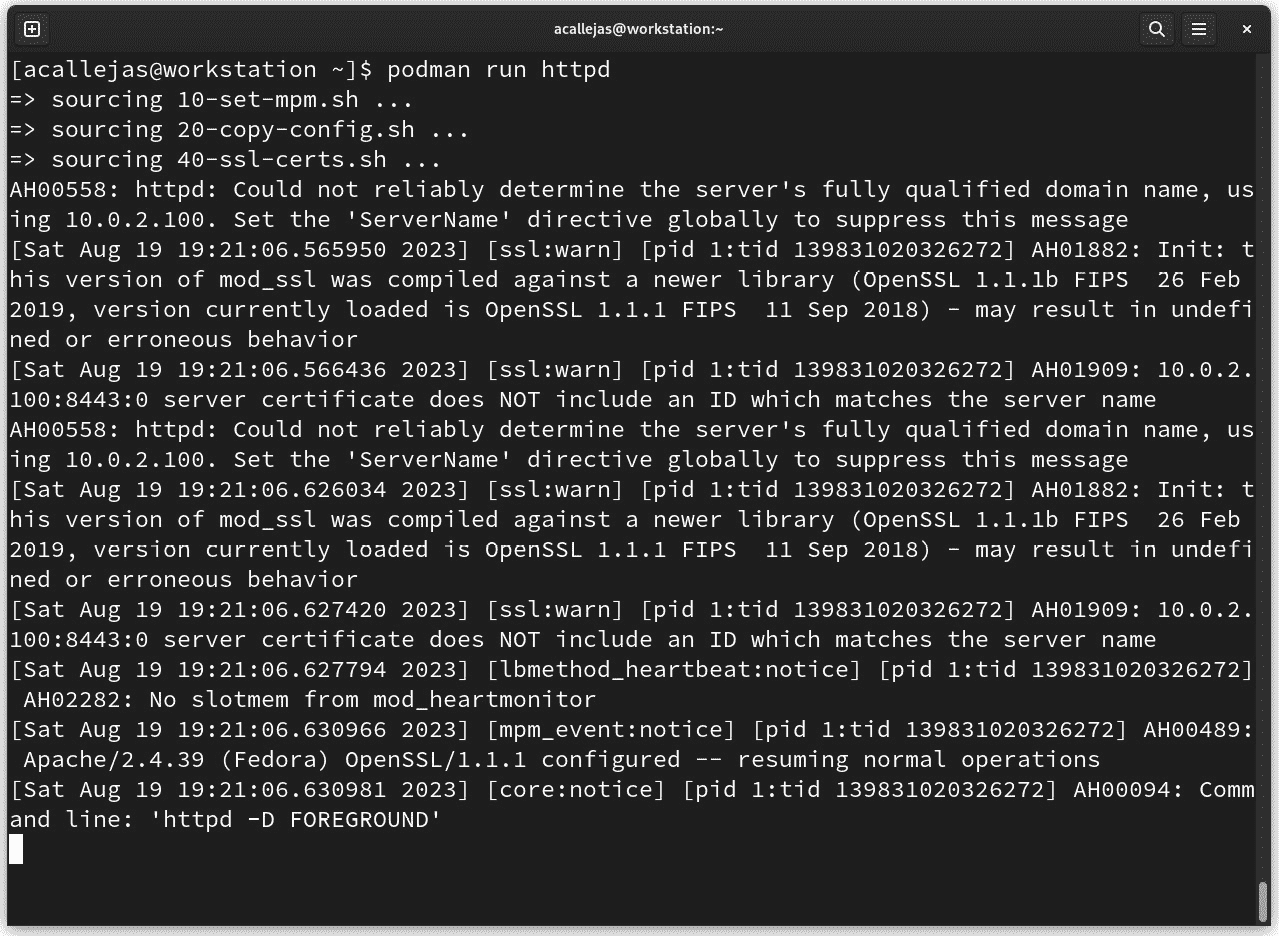 acallejas@workstation:~
[acallejas@workstation ~]$ podman run httpd
=> sourcing 10-set-mpm.sh ...
=> sourcing 20-copy-config.sh ...
=> sourcing 40-ssl-certs.sh ...
AH00558: httpd: Could not reliably determine the server's fully qualified domain name, us
ing 10.0.2.100. Set the 'ServerName' directive globally to suppress this message
[Sat Aug 19 19:21:06.565950 2023] [ssl:warn] [pid 1:tid 139831020326272] AH01882: Init: t
his version of mod_ssl was compiled against a newer library (OpenSSL 1.1.1b FIPS  26 Feb 
2019, version currently loaded is OpenSSL 1.1.1 FIPS  11 Sep 2018) - may result in undefi
ned or erroneous behavior
[Sat Aug 19 19:21:06.566436 2023] [ssl:warn] [pid 1:tid 139831020326272] AH01909: 10.0.2.
100:8443:0 server certificate does NOT include an ID which matches the server name
AH00558: httpd: Could not reliably determine the server's fully qualified domain name, us
ing 10.0.2.100. Set the 'ServerName' directive globally to suppress this message
[Sat Aug 19 19:21:06.626034 2023] [ssl:warn] [pid 1:tid 139831020326272] AH01882: Init: t
his version of mod_ssl was compiled against a newer library (OpenSSL 1.1.1b FIPS  26 Feb 
2019, version currently loaded is OpenSSL 1.1.1 FIPS  11 Sep 2018) - may result in undefi
ned or erroneous behavior
[Sat Aug 19 19:21:06.627420 2023] [ssl:warn] [pid 1:tid 139831020326272] AH01909: 10.0.2.
100:8443:0 server certificate does NOT include an ID which matches the server name
[Sat Aug 19 19:21:06.627794 2023] [lbmethod_heartbeat:notice] [pid 1:tid 139831020326272]
 AH02282: No slotmem from mod_heartmonitor
[Sat Aug 19 19:21:06.630966 2023] [mpm_event:notice] [pid 1:tid 139831020326272] AH00489:
 Apache/2.4.39 (Fedora) OpenSSL/1.1.1 configured -- resuming normal operations
[Sat Aug 19 19:21:06.630981 2023] [core:notice] [pid 1:tid 139831020326272] AH00094: Comm
and line: 'httpd -D FOREGROUND'